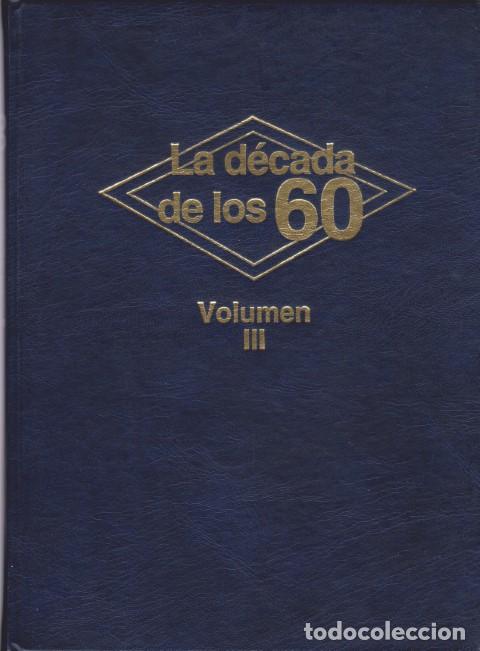 La década
de los 60
Volumen
III
todocoleccion